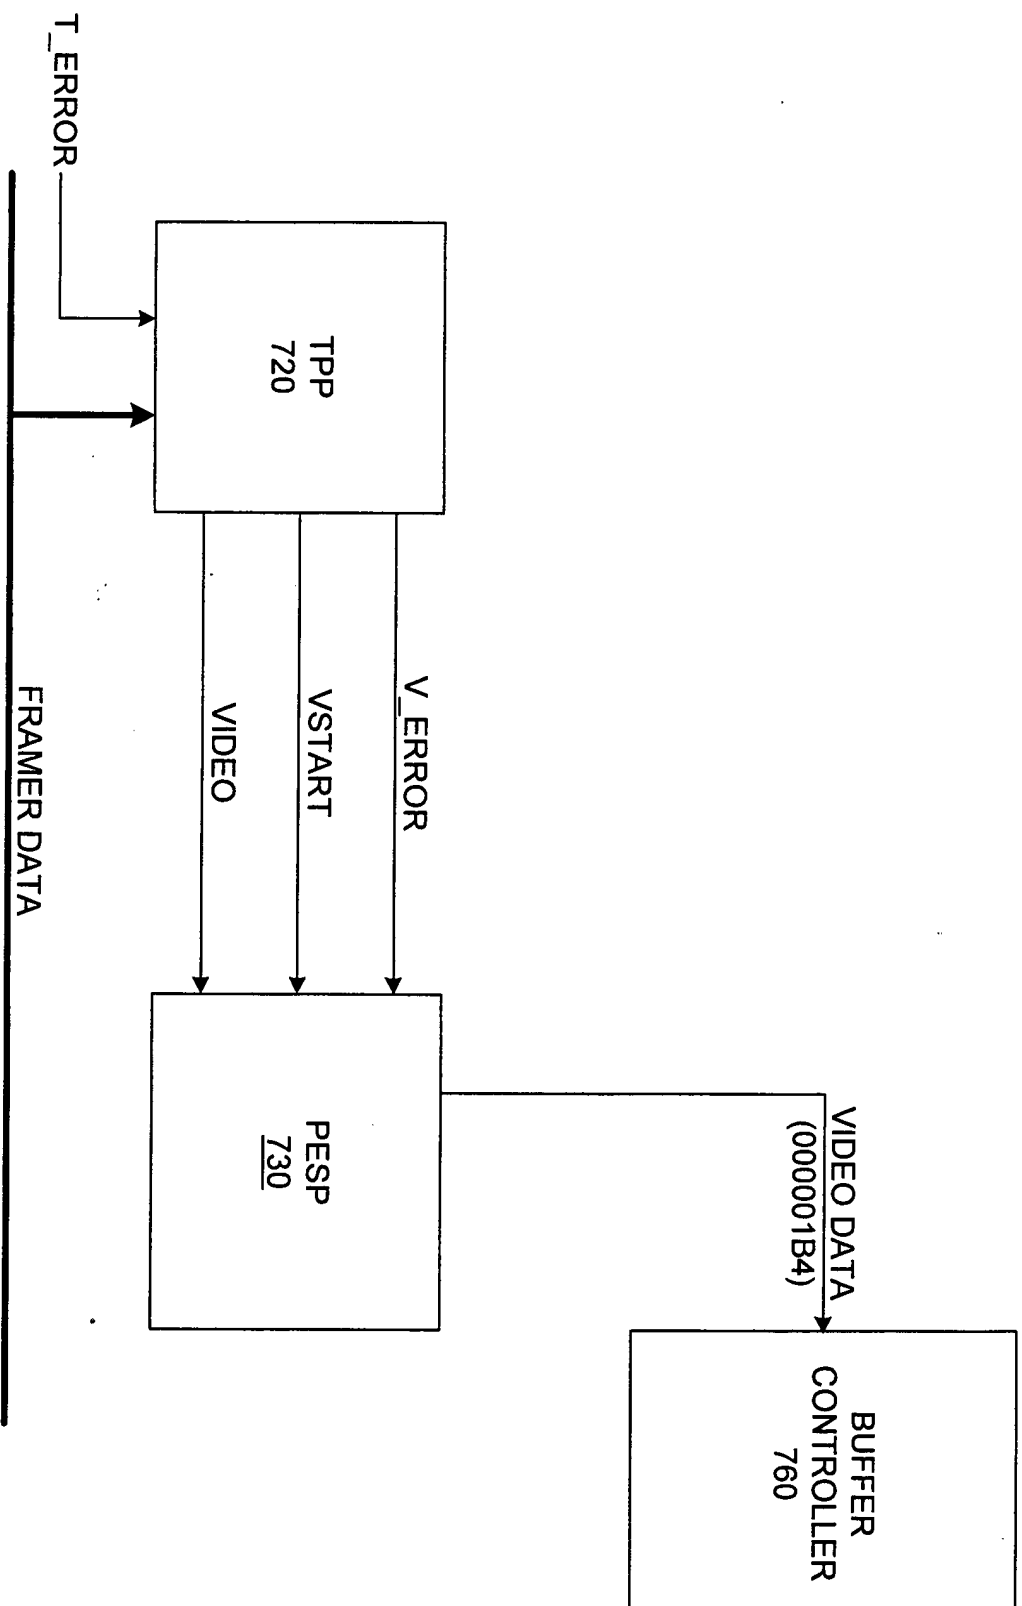 VIDEO DATA
(000001B4)
BUFFER
CONTROLLER
760
V_ERROR
VSTART
VIDEO
TPP
720
PESP
730
T_ERROR
FRAMER DATA